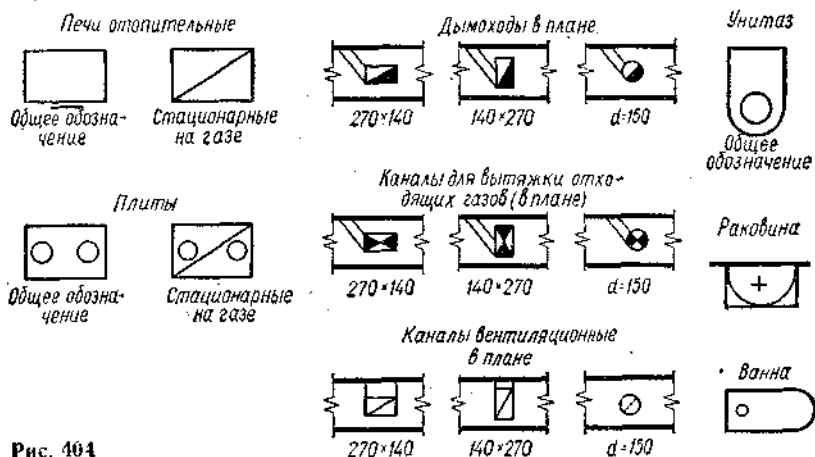 Печи отопительные
Общее обозна-
чение
Стационарные
на газе
Плиты
Общее обозна-
чение
Стационарные
на газе
Дымоходы в плане
270×140
140×270
d=150
Каналы для вытяжки отхо-
дящих газов (в плане)
270×140
140×270
d=150
Каналы вентиляционные
в плане
270×140
140×270
d=150
Унитаз
Общее
обозначение
Раковина
Ванна
Рис. 404